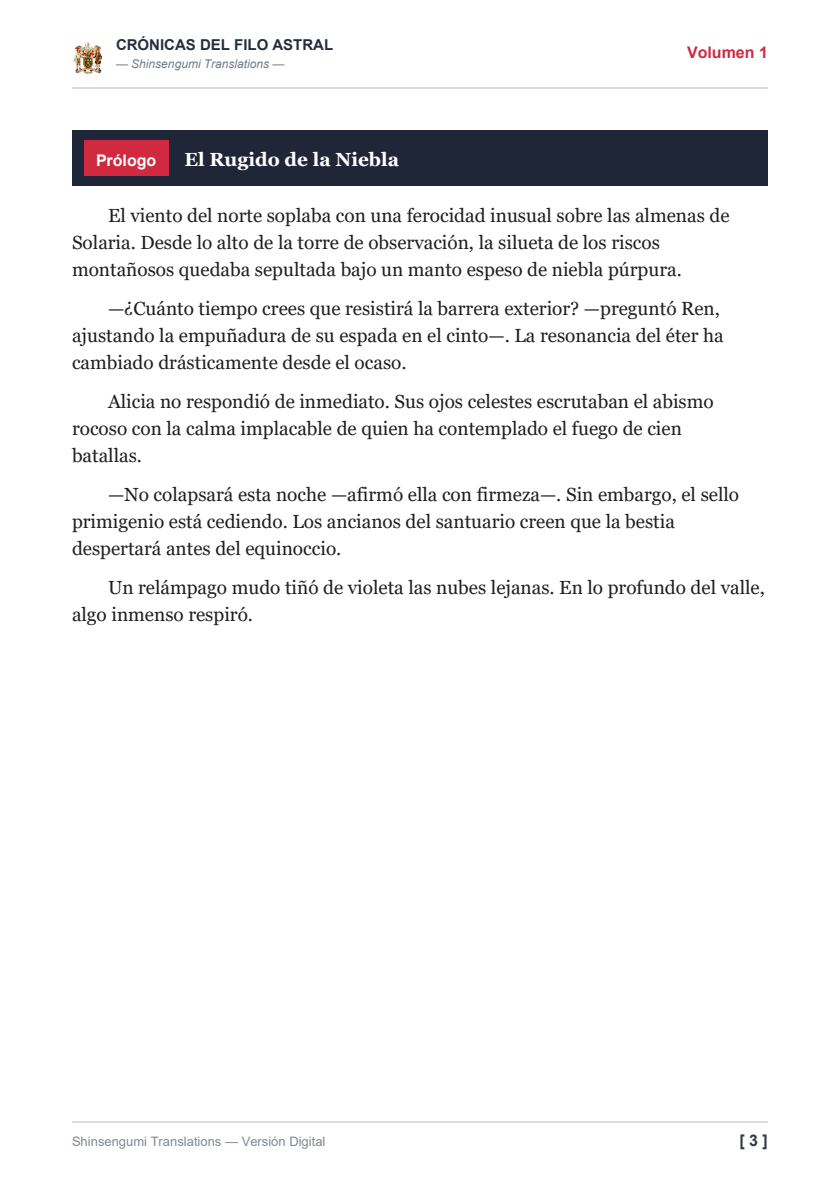 CRÓNICAS DEL FILO ASTRAL
— Shinsengumi Translations —
Volumen 1
Prólogo El Rugido de la Niebla
El viento del norte soplaba con una ferocidad inusual sobre las almenas de
Solaria. Desde lo alto de la torre de observación, la silueta de los riscos
montañosos quedaba sepultada bajo un manto espeso de niebla púrpura.
—¿Cuánto tiempo crees que resistirá la barrera exterior? —preguntó Ren,
ajustando la empuñadura de su espada en el cinto—. La resonancia del éter ha
cambiado drásticamente desde el ocaso.
Alicia no respondió de inmediato. Sus ojos celestes escrutaban el abismo
rocoso con la calma implacable de quien ha contemplado el fuego de cien
batallas.
—No colapsará esta noche —afirmó ella con firmeza—. Sin embargo, el sello
primigenio está cediendo. Los ancianos del santuario creen que la bestia
despertará antes del equinoccio.
Un relámpago mudo tiñó de violeta las nubes lejanas. En lo profundo del valle,
algo inmenso respiró.
Shinsengumi Translations — Versión Digital
[ 3 ]